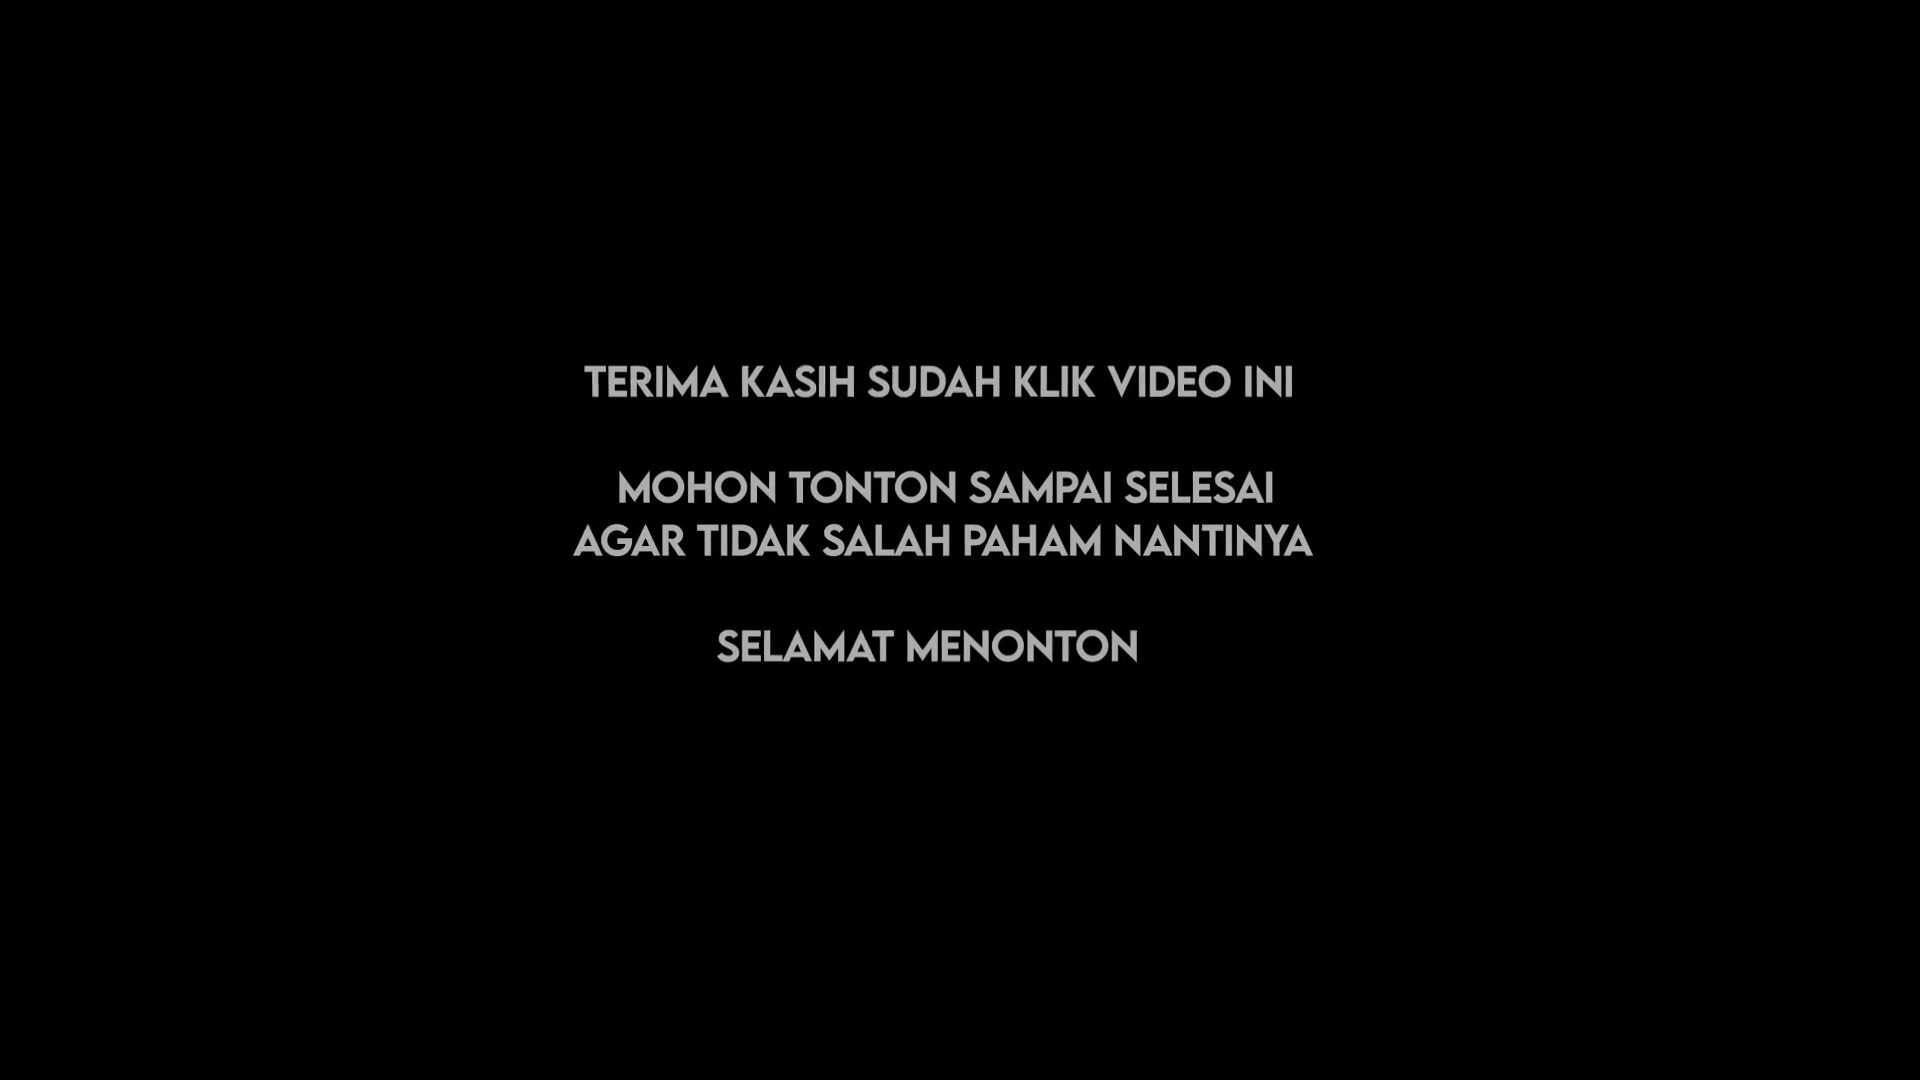 TERIMA KASIH SUDAH KLIK VIDEO INI
MOHON TONTON SAMPAI SELESAI
AGAR TIDAK SALAH PAHAM NANTINYA
SELAMAT MENONTON